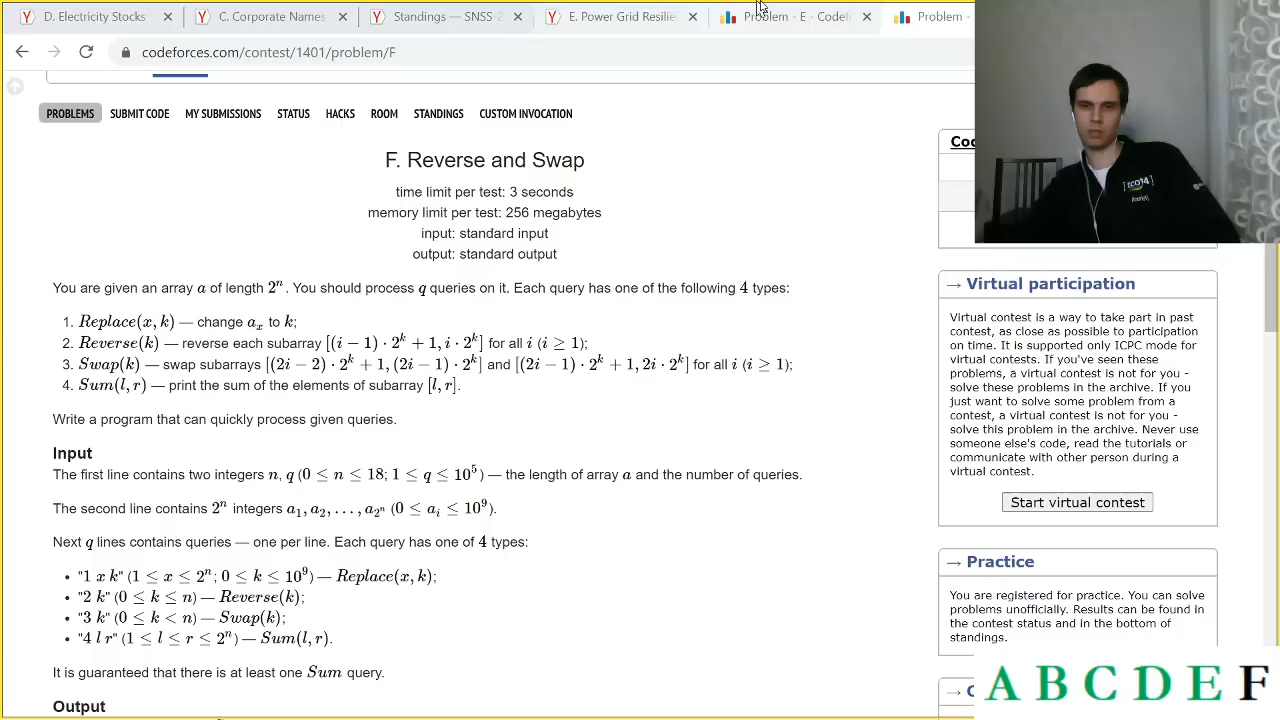 D. Electricity Stocks
C. Corporate Names
Standings — SNSS-2
E. Power Grid Resilie
Problem - E - Codef
Problem -
codeforces.com/contest/1401/problem/F
PROBLEMS SUBMIT CODE MY SUBMISSIONS STATUS HACKS ROOM STANDINGS CUSTOM INVOCATION
F. Reverse and Swap
time limit per test: 3 seconds
memory limit per test: 256 megabytes
input: standard input
output: standard output
You are given an array a of length 2^n. You should process q queries on it. Each query has one of the following 4 types:
1. Replace(x, k) — change a_x to k;
2. Reverse(k) — reverse each subarray [(i − 1) · 2^k + 1, i · 2^k] for all i (i ≥ 1);
3. Swap(k) — swap subarrays [(2i − 2) · 2^k + 1, (2i − 1) · 2^k] and [(2i − 1) · 2^k + 1, 2i · 2^k] for all i (i ≥ 1);
4. Sum(l, r) — print the sum of the elements of subarray [l, r].
Write a program that can quickly process given queries.
Input
The first line contains two integers n, q (0 ≤ n ≤ 18; 1 ≤ q ≤ 10^5) — the length of array a and the number of queries.
The second line contains 2^n integers a_1, a_2, . . . , a_{2^n} (0 ≤ a_i ≤ 10^9).
Next q lines contains queries — one per line. Each query has one of 4 types:
• "1 x k" (1 ≤ x ≤ 2^n; 0 ≤ k ≤ 10^9) — Replace(x, k);
• "2 k" (0 ≤ k ≤ n) — Reverse(k);
• "3 k" (0 ≤ k < n) — Swap(k);
• "4 l r" (1 ≤ l ≤ r ≤ 2^n) — Sum(l, r).
It is guaranteed that there is at least one Sum query.
Output
→ Virtual participation
Virtual contest is a way to take part in past
contest, as close as possible to participation
on time. It is supported only ICPC mode for
virtual contests. If you've seen these
problems, a virtual contest is not for you -
solve these problems in the archive. If you
just want to solve some problem from a
contest, a virtual contest is not for you -
solve this problem in the archive. Never use
someone else's code, read the tutorials or
communicate with other person during a
virtual contest.
Start virtual contest
→ Practice
You are registered for practice. You can solve
problems unofficially. Results can be found in
the contest status and in the bottom of
standings.
A B C D E F